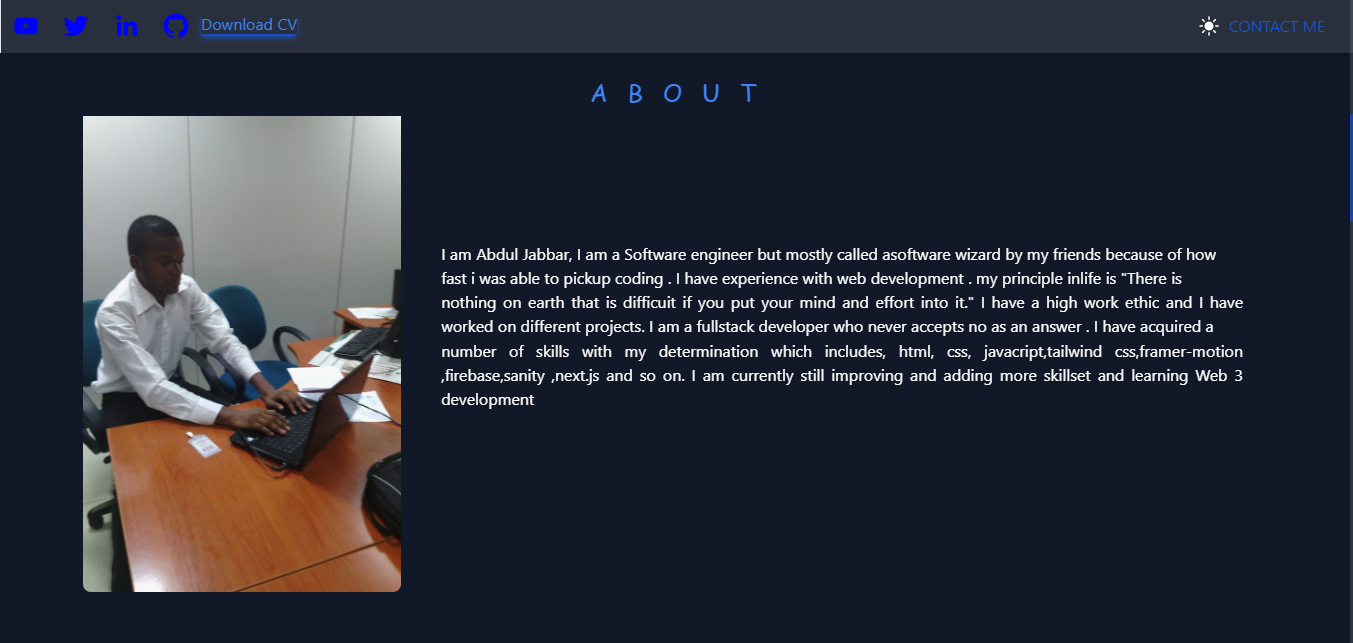 Download CV
CONTACT ME
A B O U T
I am Abdul Jabbar, I am a Software engineer but mostly called asoftware wizard by my friends because of how
fast i was able to pickup coding . I have experience with web development . my principle inlife is "There is
nothing on earth that is difficuit if you put your mind and effort into it." I have a high work ethic and I have
worked on different projects. I am a fullstack developer who never accepts no as an answer . I have acquired a
number of skills with my determination which includes, html, css, javacript,tailwind css,framer-motion
,firebase,sanity ,next.js and so on. I am currently still improving and adding more skillset and learning Web 3
development